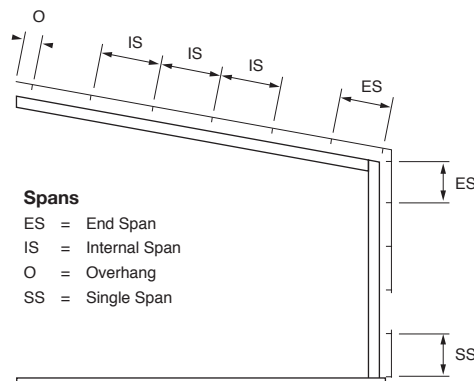 O
IS
IS
IS
ES
ES
Spans
ES = End Span
IS = Internal Span
O = Overhang
SS = Single Span
SS